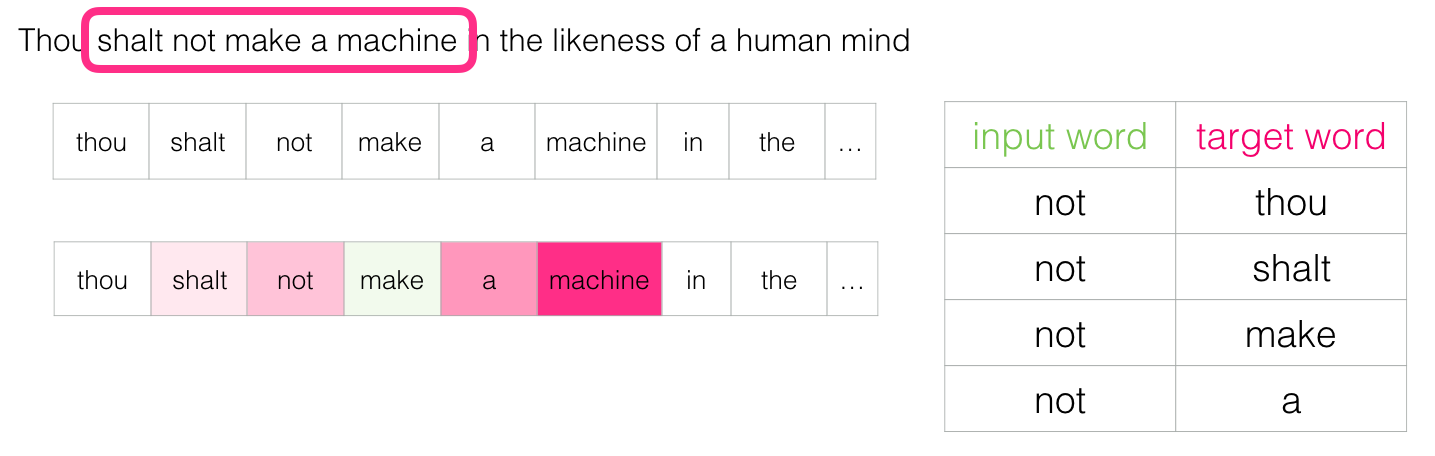 Thou shalt not make a machine in the likeness of a human mind
thou shalt not make a machine in the ...
thou shalt not make a machine in the ...
input word target word
not thou
not shalt
not make
not a